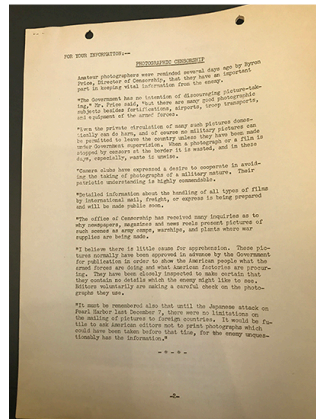 FOR YOUR INFORMATION:--
PHOTOGRAPHIC CENSORSHIP
Amateur photographers were reminded several days ago by Byron
Price, Director of Censorship, that they have an important
part in keeping vital information from the enemy.
"The Government has no intention of discouraging picture-tak-
ing," Mr. Price said, "but there are many good photographic
subjects besides fortifications, airports, troop transports,
and equipment of the armed forces.
"Even the private circulation of many such pictures domes-
tically can do harm, and of course no military pictures can
be permitted to leave the country unless they have been made
under Government supervision. When a photograph or a film is
stopped by censors at the border it is wasted, and in these
days, especially, waste is unwise.
"Camera clubs have expressed a desire to cooperate in avoid-
ing the taking of photographs of a military nature. Their
patriotic understanding is highly commendable.
"Detailed information about the handling of all types of films
by international mail, freight, or express is being prepared
and will be made public soon.
"The office of Censorship has received many inquiries as to
why newspapers, magazines and news reels present pictures of
such scenes as army camps, warships, and plants where war
supplies are being made.
"I believe there is little cause for apprehension. These pic-
tures normally have been approved in advance by the Government
for publication in order to show the American people what the
armed forces are doing and what American factories are procur-
ing. They have been closely inspected to make certain that
they contain no details which the enemy might like to see.
Editors voluntarily are making a careful check on the photo-
graphs they use.
"It must be remembered also that until the Japanese attack on
Pearl Harbor last December 7, there were no limitations on
the mailing of pictures to foreign countries. It would be fu-
tile to ask American editors not to print photographs which
could have been taken before that time, for the enemy unques-
tionably has the information."